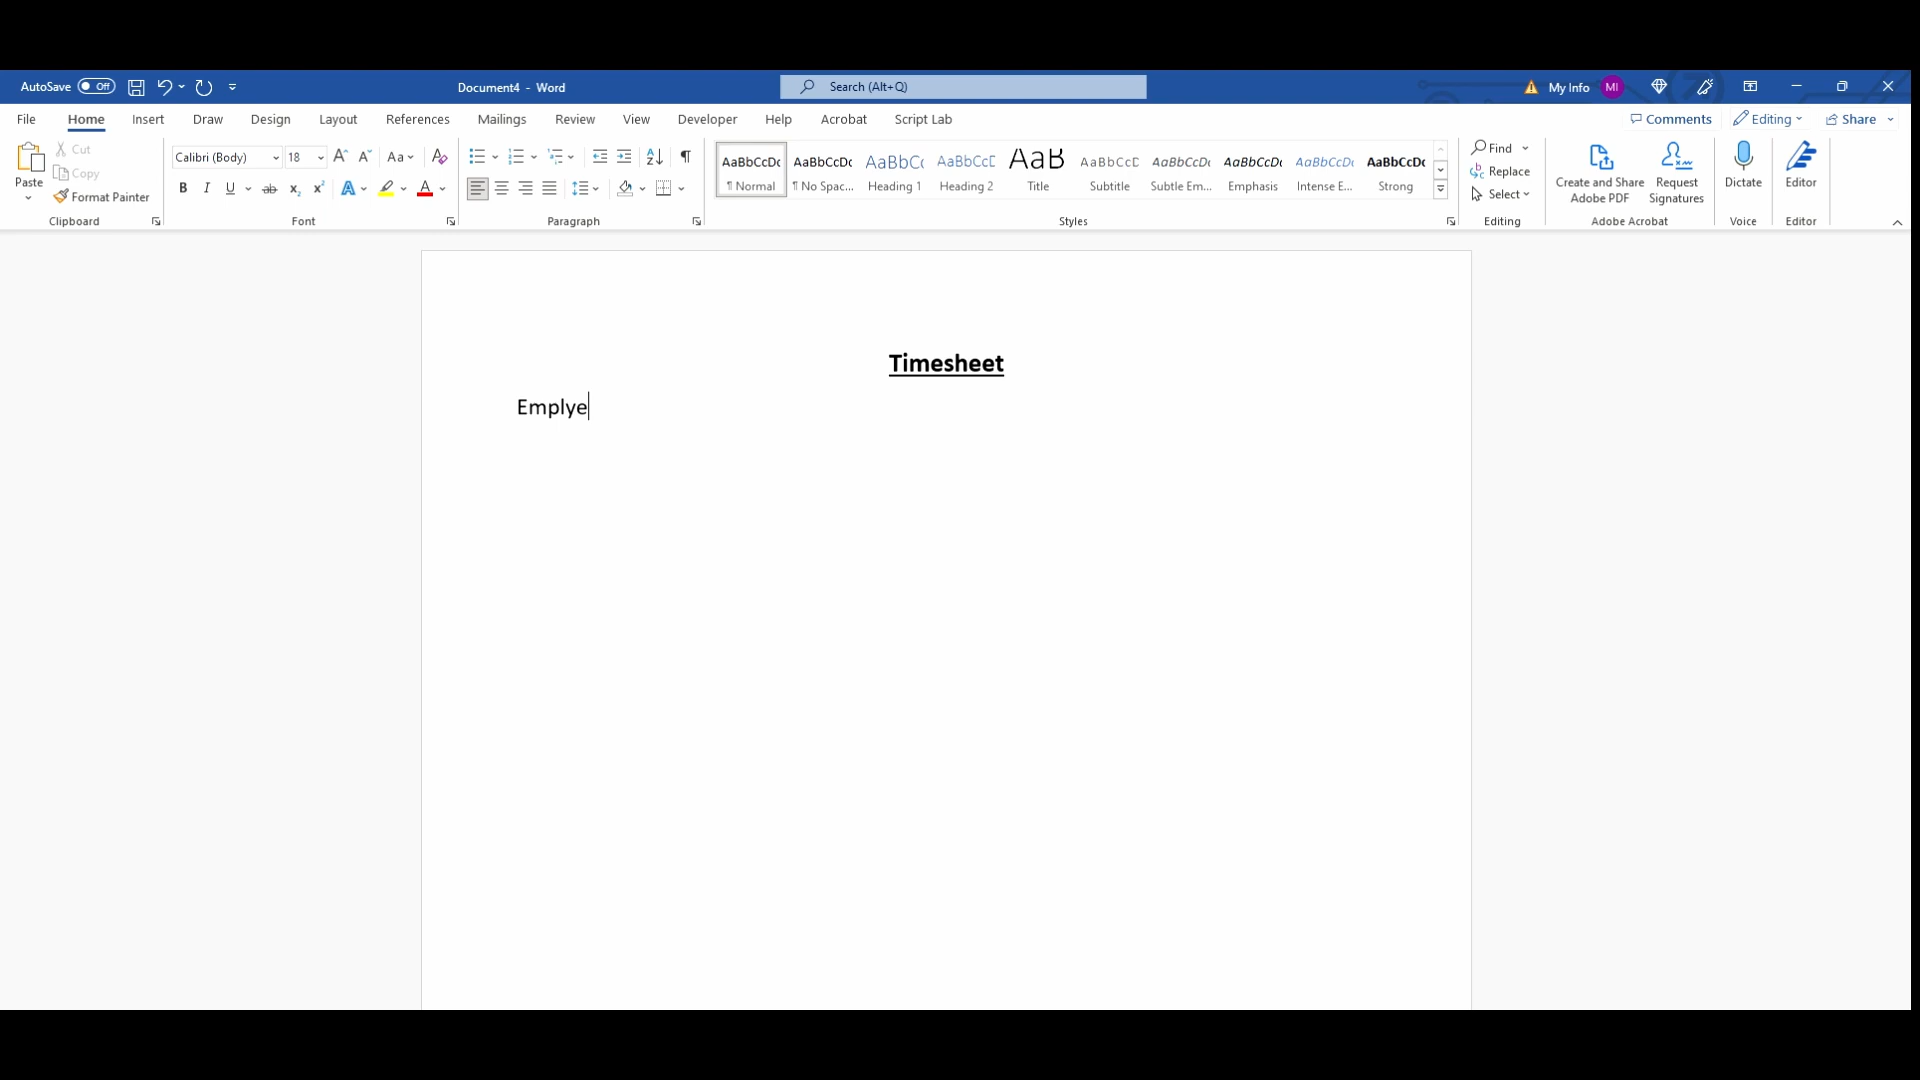 AutoSave Off Document4 - Word Search (Alt+Q) My Info MI
File Home Insert Draw Design Layout References Mailings Review View Developer Help Acrobat Script Lab Comments Editing Share
Paste Cut Copy Format Painter Clipboard
Calibri (Body) 18 Font
Paragraph
AaBbCcDc AaBbCcDc AaBbCc AaBbCcC AaB AaBbCcC AaBbCcDc AaBbCcDc AaBbCcDc AaBbCcDc
¶ Normal ¶ No Spac... Heading 1 Heading 2 Title Subtitle Subtle Em... Emphasis Intense E... Strong
Styles
Find Replace Select Editing
Create and Share Adobe PDF Request Signatures Adobe Acrobat
Dictate Voice
Editor Editor
Timesheet
Emplye